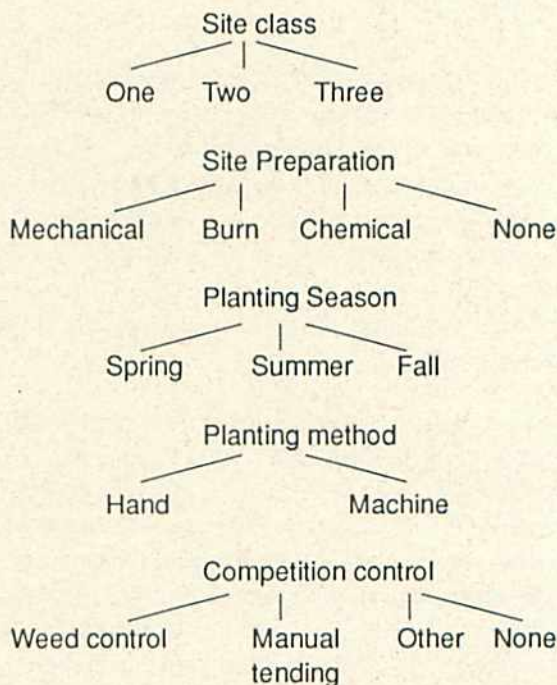 Site class
One Two Three
Site Preparation
Mechanical Burn Chemical None
Planting Season
Spring Summer Fall
Planting method
Hand Machine
Competition control
Weed control Manual Other None
tending